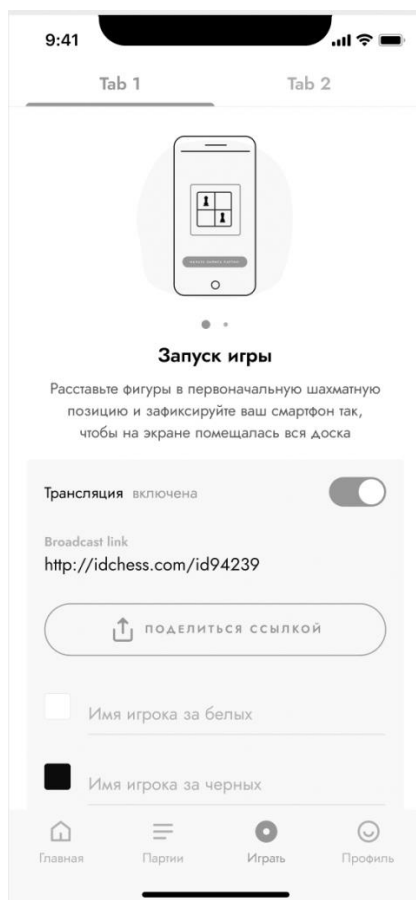 9:41
Tab 1
Tab 2
Запуск игры
Расставьте фигуры в первоначальную шахматную
позицию и зафиксируйте ваш смартфон так,
чтобы на экране помещалась вся доска
Трансляция включена
Broadcast link
http://idchess.com/id94239
ПОДЕЛИТЬСЯ ССЫЛКОЙ
Имя игрока за белых
Имя игрока за черных
Главная
Партии
Играть
Профиль